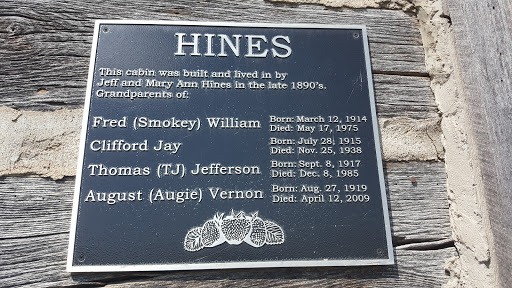 HINES
This cabin was built and lived in by
Jeff and Mary Ann Hines in the late 1890's.
Grandparents of:
Fred (Smokey) William Born: March 12, 1914
Died: May 17, 1975
Clifford Jay Born: July 28, 1915
Died: Nov. 25, 1938
Thomas (TJ) Jefferson Born: Sept. 8, 1917
Died: Dec. 8, 1985
August (Augie) Vernon Born: Aug. 27, 1919
Died: April 12, 2009